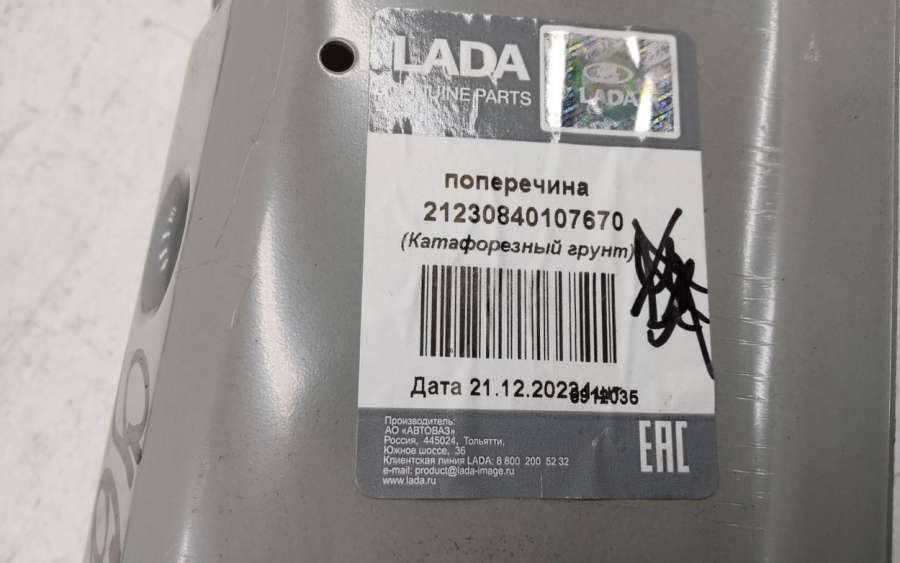 LADA
GENUINE PARTS
LADA
поперечина
21230840107670
(Катафорезный грунт)
Дата 21.12.202
Производитель:
АО «АВТОВАЗ»
Россия, 445024, Тольятти,
Южное шоссе, 36
Клиентская линия LADA: 8 800 200 52 32
e-mail: product@lada-image.ru
www.lada.ru
EAC